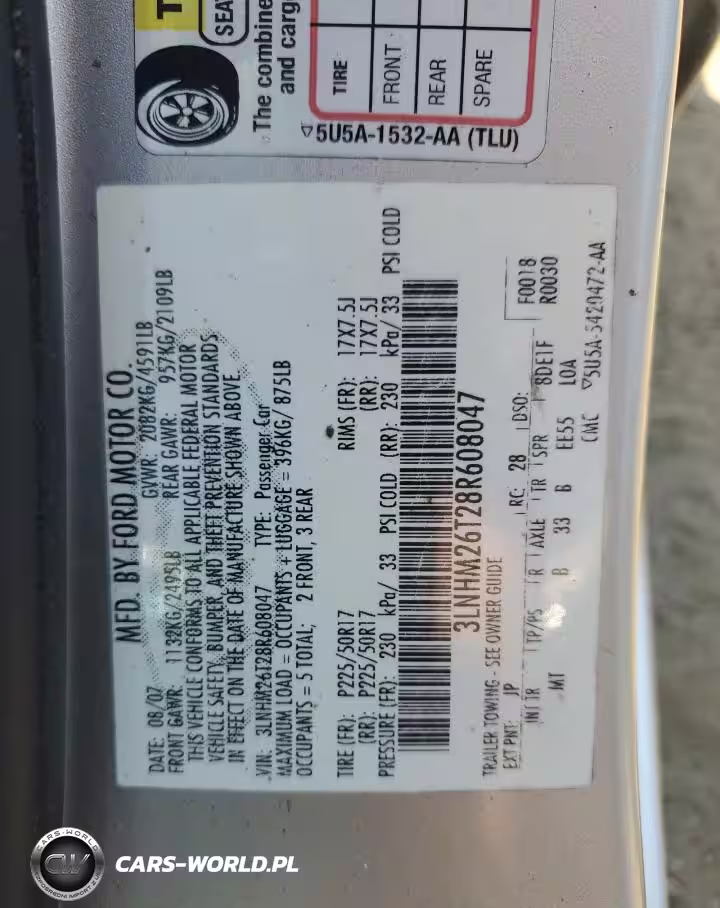 T
SEAT
The combine
and carg
TIRE
FRONT
REAR
SPARE
▽5U5A-1532-AA (TLU)
MFD. BY FORD MOTOR CO.
DATE: 08/07 GVWR: 2082KG/4591LB
FRONT GAWR: 1132KG/2495LB REAR GAWR: 957KG/2109LB
THIS VEHICLE CONFORMS TO ALL APPLICABLE FEDERAL MOTOR
VEHICLE SAFETY, BUMPER, AND THEFT PREVENTION STANDARDS
IN EFFECT ON THE DATE OF MANUFACTURE SHOWN ABOVE.
VIN: 3LNHM26T28R608047 TYPE: Passenger Car
MAXIMUM LOAD = OCCUPANTS + LUGGAGE = 396KG/ 875LB
OCCUPANTS = 5 TOTAL; 2 FRONT, 3 REAR
TIRE (FR): P225/50R17 RIMS (FR): 17X7.5J
(RR): P225/50R17 (RR): 17X7.5J
PRESSURE (FR): 230 kPa/ 33 PSI COLD (RR): 230 kPa/ 33 PSI COLD
3LNHM26T28R608047
TRAILER TOWING - SEE OWNER GUIDE
EXT PNT: JP RC: 28 DSO: F0018
INT TR TP/PS R AXLE TR SPR 8DE1F R0030
MT B 33 B EE55 LOA
CMC ▽5U5A-5420472-AA
CARS-WORLD
CW
CARS-WORLD.PL